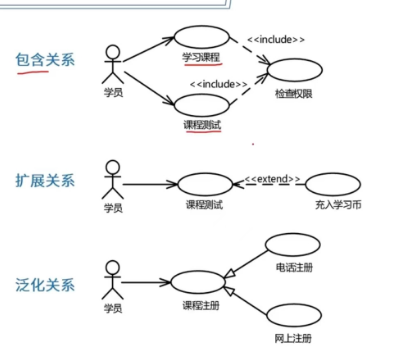 包含关系
学员
学习课程
<<include>>
<<include>>
检查权限
课程测试
扩展关系
学员
课程测试
<<extend>>
充入学习币
泛化关系
学员
课程注册
电话注册
网上注册